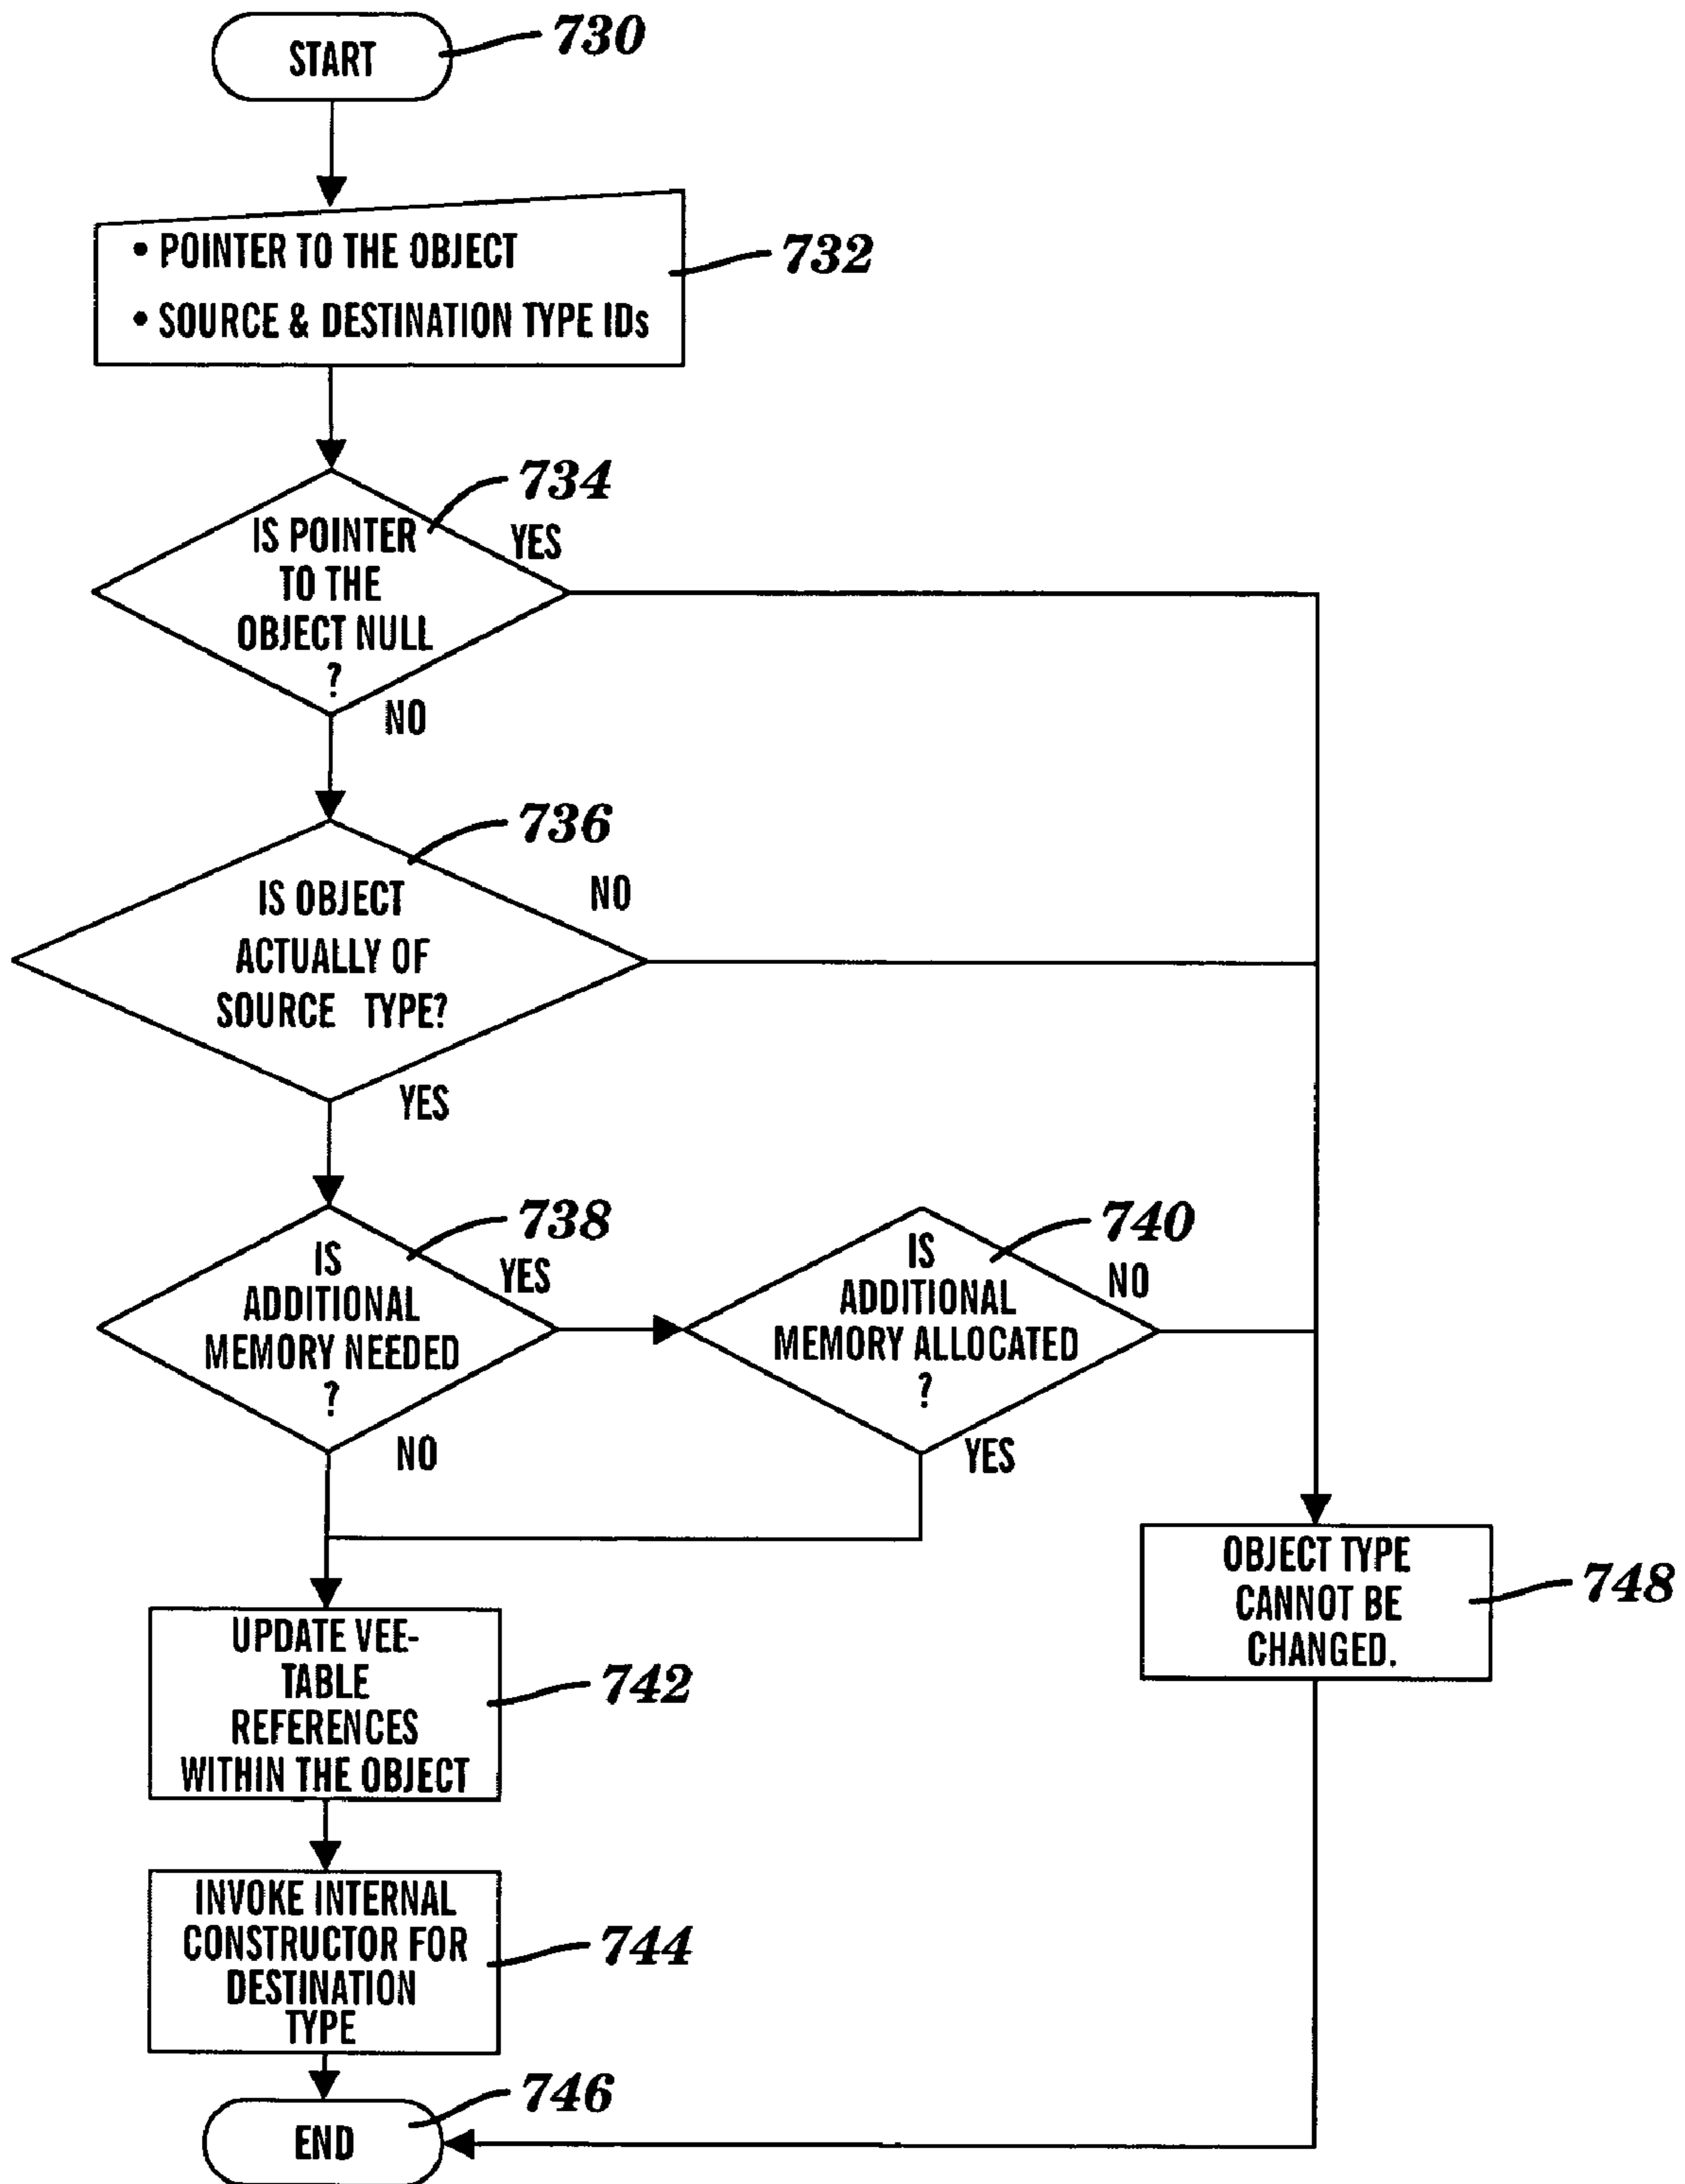 START
730
• POINTER TO THE OBJECT
• SOURCE & DESTINATION TYPE IDs
732
734
IS POINTER
TO THE
OBJECT NULL
?
YES
NO
736
IS OBJECT
ACTUALLY OF
SOURCE TYPE?
NO
YES
738
IS
ADDITIONAL
MEMORY NEEDED
?
YES
NO
740
IS
ADDITIONAL
MEMORY ALLOCATED
?
NO
YES
OBJECT TYPE
CANNOT BE
CHANGED.
748
UPDATE VEE-
TABLE
REFERENCES
WITHIN THE OBJECT
742
INVOKE INTERNAL
CONSTRUCTOR FOR
DESTINATION
TYPE
744
746
END